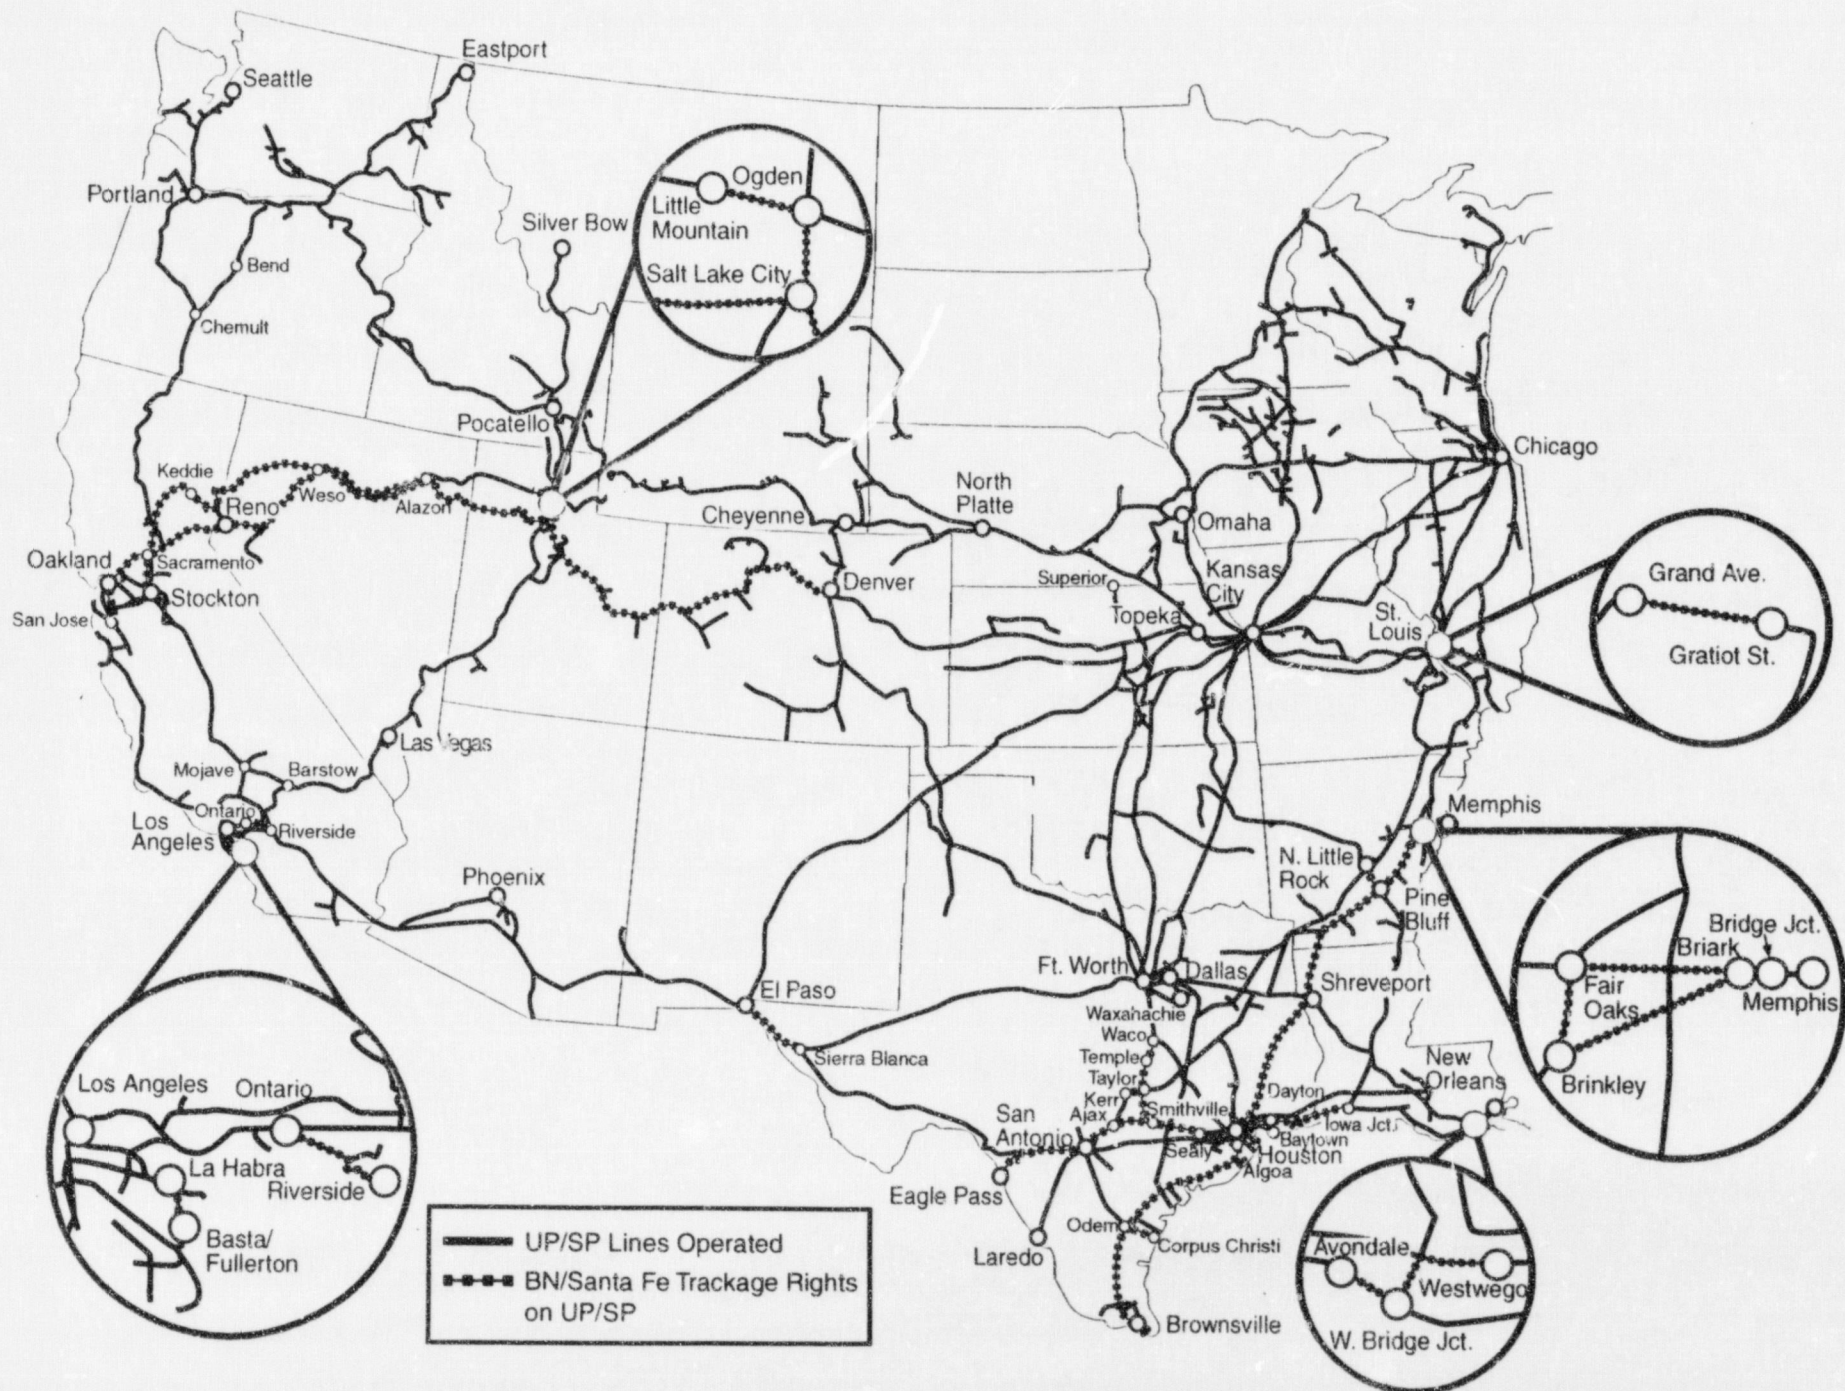 Eastport
Seattle
Portland
Ogden
Little
Mountain
Silver Bow
Salt Lake City
Bend
Chemult
Pocatello
Chicago
Keddie
Weso
Reno
Alazon
North
Platte
Cheyenne
Omaha
Oakland
Sacramento
Stockton
San Jose
Denver
Superior
Kansas
City
Topeka
St.
Louis
Grand Ave.
Gratiot St.
Las Vegas
Mojave
Barstow
Ontario
Los
Angeles
Riverside
Memphis
N. Little
Rock
Pine
Bluff
Phoenix
Bridge Jct.
Briark
Fair
Oaks
Memphis
Brinkley
Ft. Worth
Dallas
El Paso
Shreveport
Waxahachie
Waco
Sierra Blanca
Temple
Taylor
Kerr
Ajax
Smithville
Dayton
New
Orleans
San
Antonio
Iowa Jct.
Baytown
Sealy
Houston
Algoa
Eagle Pass
Odem
Corpus Christi
Laredo
Brownsville
Los Angeles
Ontario
La Habra
Riverside
Basta/
Fullerton
UP/SP Lines Operated
BN/Santa Fe Trackage Rights
on UP/SP
Avondale
Westwego
W. Bridge Jct.